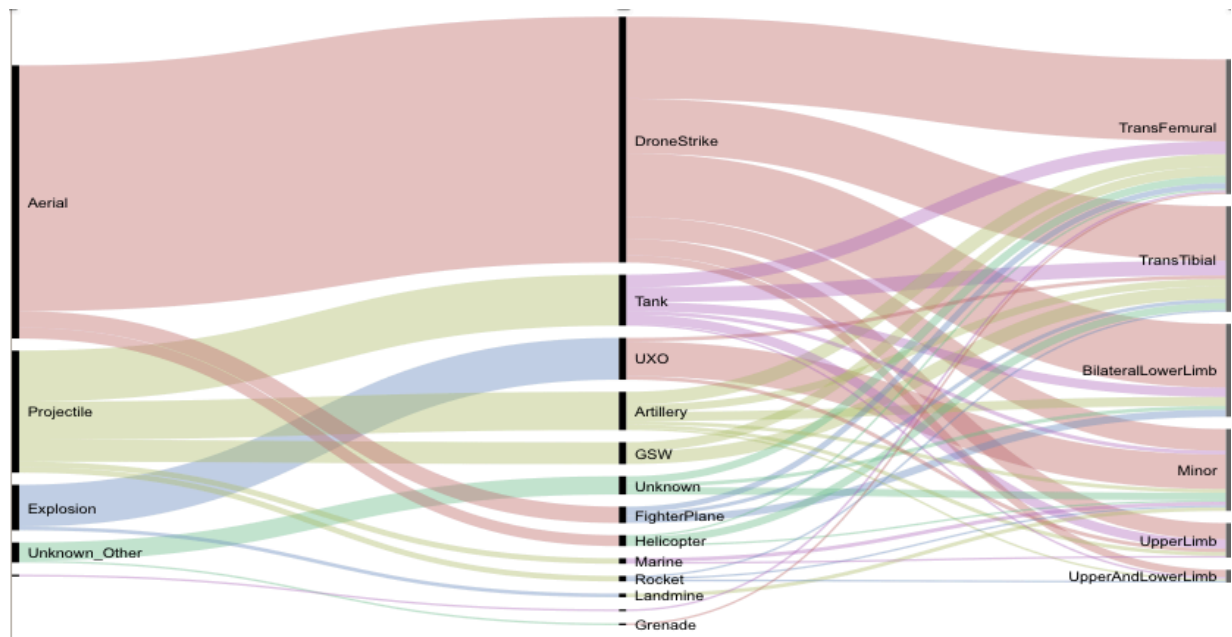 Aerial
Projectile
Explosion
Unknown_Other
DroneStrike
Tank
UXO
Artillery
GSW
Unknown
FighterPlane
Helicopter
Marine
Rocket
Landmine
Grenade
TransFemural
TransTibial
BilateralLowerLimb
Minor
UpperLimb
UpperAndLowerLimb